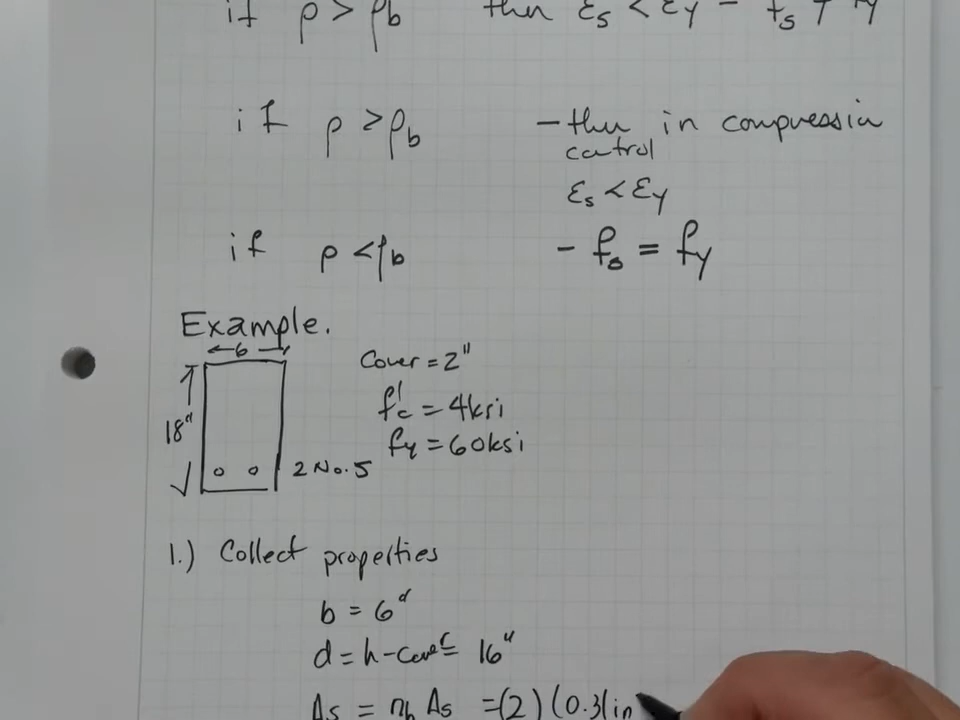 if ρ > ρb then εs < εy - fs ≠ fy
if ρ > ρb - then in compression
control
εs < εy
if ρ < ρb - fs = fy
Example.
6
Cover = 2"
f'c = 4ksi
18"
fy = 60ksi
2 No. 5
1.) Collect properties
b = 6"
d = h - cover = 16"
As = nb As = (2) (0.31in